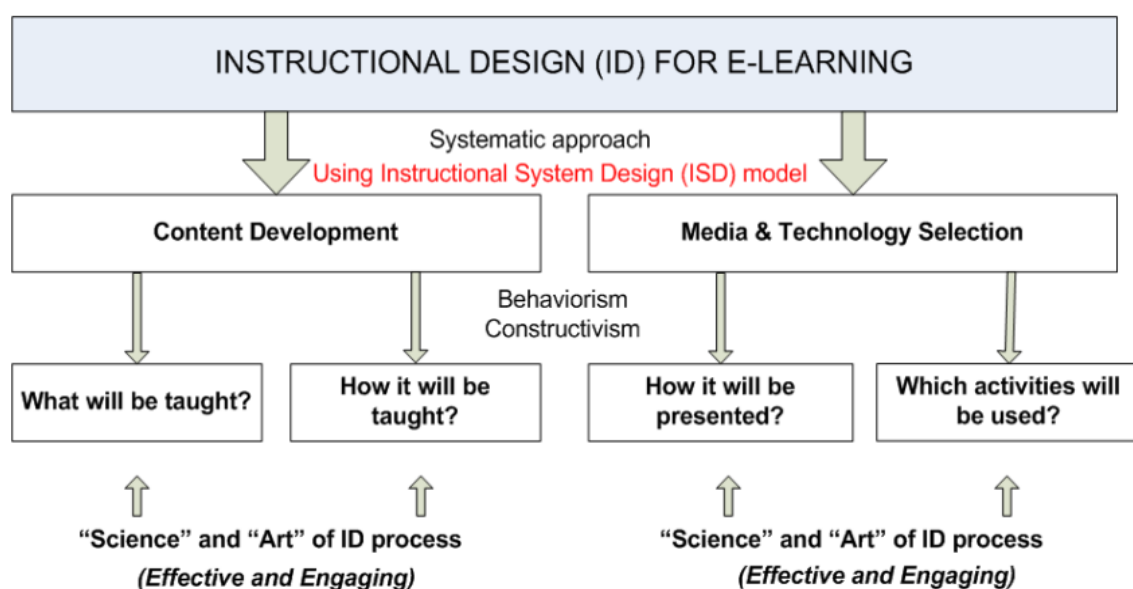 INSTRUCTIONAL DESIGN (ID) FOR E-LEARNING
Systematic approach
Using Instructional System Design (ISD) model
Content Development
Media & Technology Selection
Behaviorism
Constructivism
What will be taught?
How it will be
taught?
How it will be
presented?
Which activities will
be used?
“Science” and “Art” of ID process
(Effective and Engaging)
“Science” and “Art” of ID process
(Effective and Engaging)